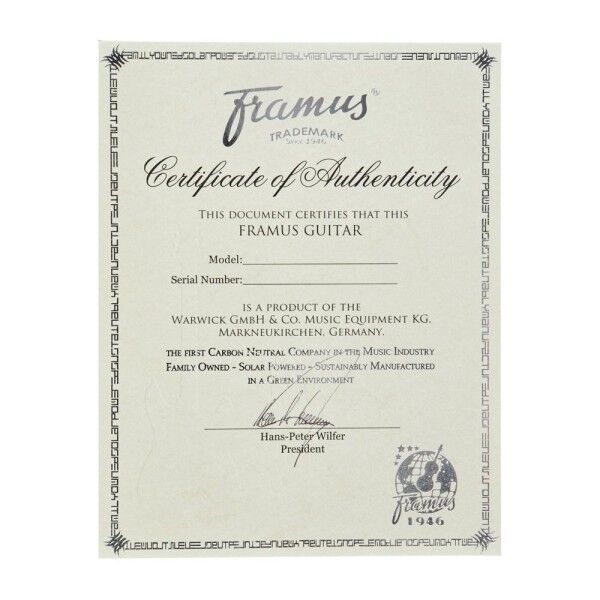 Framus®
TRADEMARK
SINCE 1946
Certificate of Authenticity
THIS DOCUMENT CERTIFIES THAT THIS
FRAMUS GUITAR
Model:
Serial Number:
IS A PRODUCT OF THE
WARWICK GMBH & CO. MUSIC EQUIPMENT KG.
MARKNEUKIRCHEN, GERMANY.
THE FIRST CARBON NEUTRAL COMPANY IN THE MUSIC INDUSTRY
FAMILY OWNED - SOLAR POWERED - SUSTAINABLY MANUFACTURED
IN A GREEN ENVIRONMENT
Hans-Peter Wilfer
President
Framus
1946